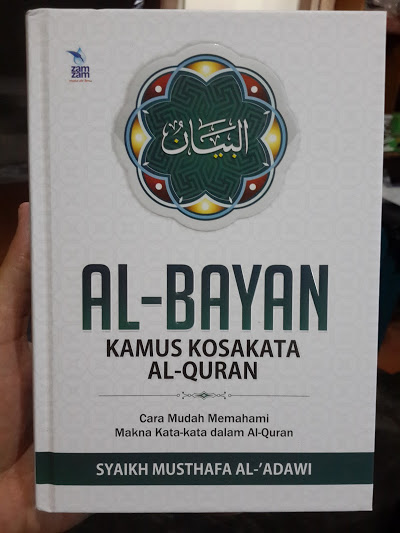 zam
zam
البيان
AL-BAYAN
KAMUS KOSAKATA
AL-QURAN
Cara Mudah Memahami
Makna Kata-kata dalam Al-Quran
SYAIKH MUSTHAFA AL-'ADAWI